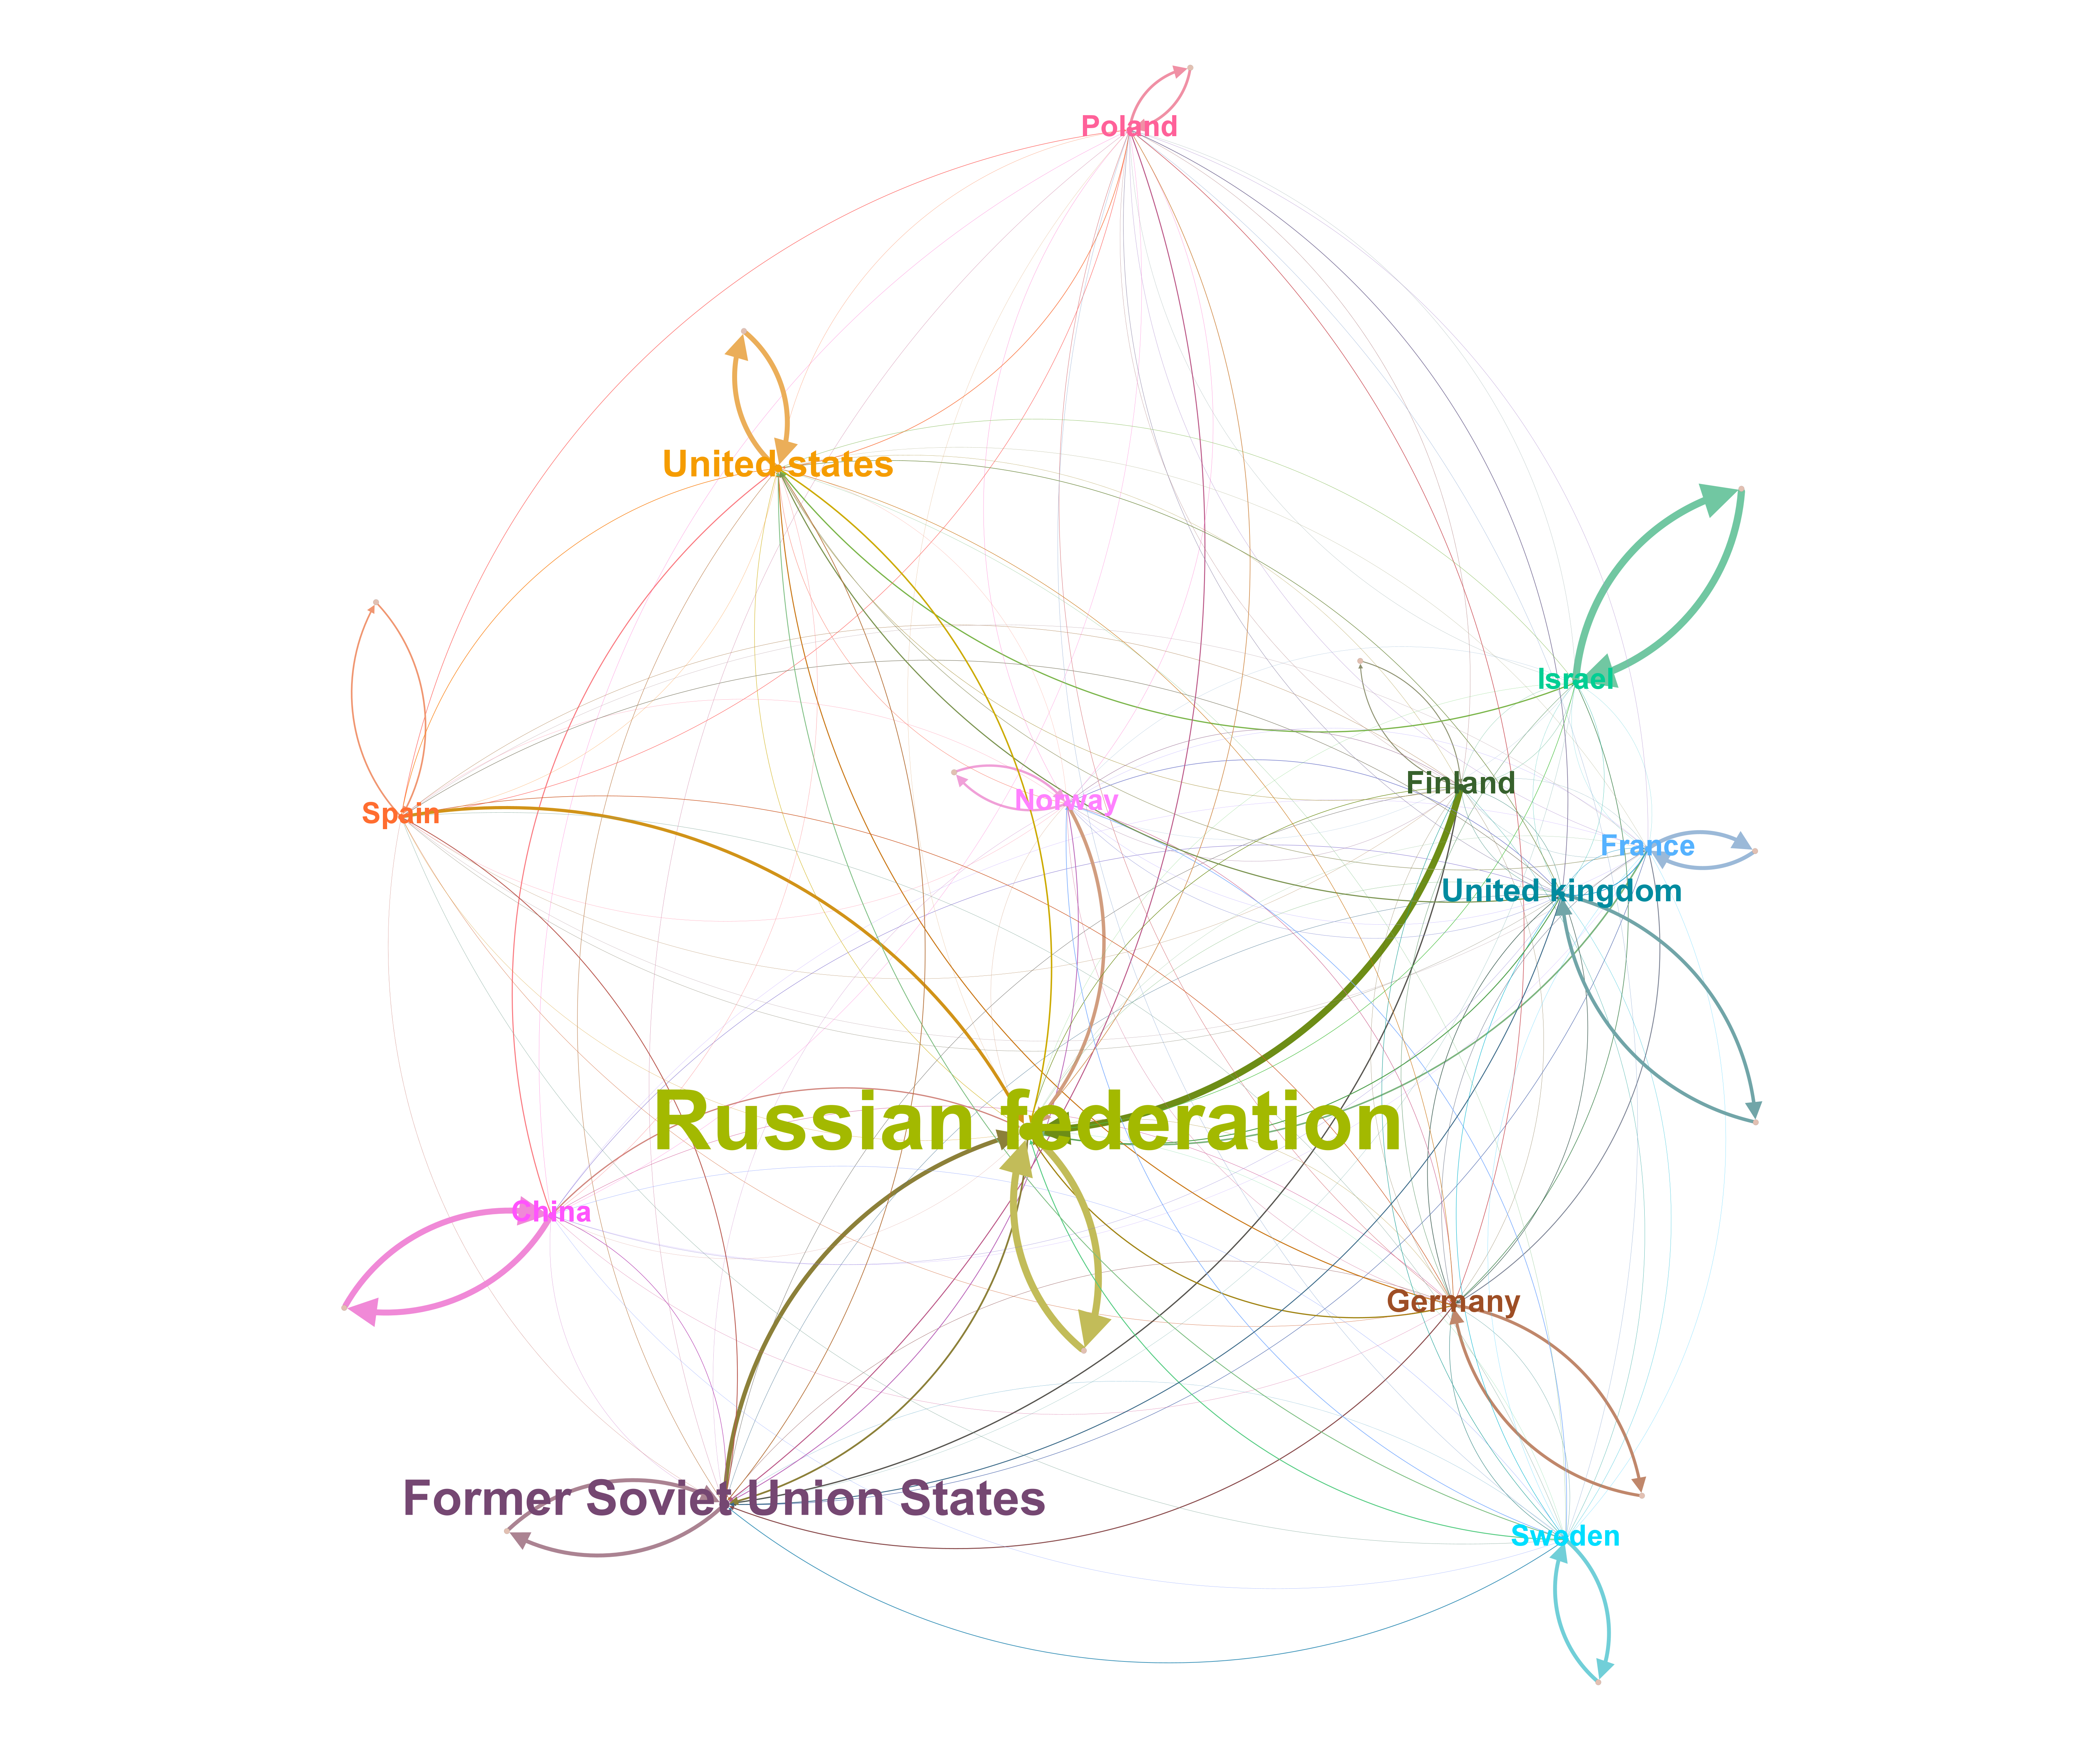 Poland
United states
Israel
Finland
Norway
Spain
France
United kingdom
Russian federation
China
Germany
Former Soviet Union States
Sweden